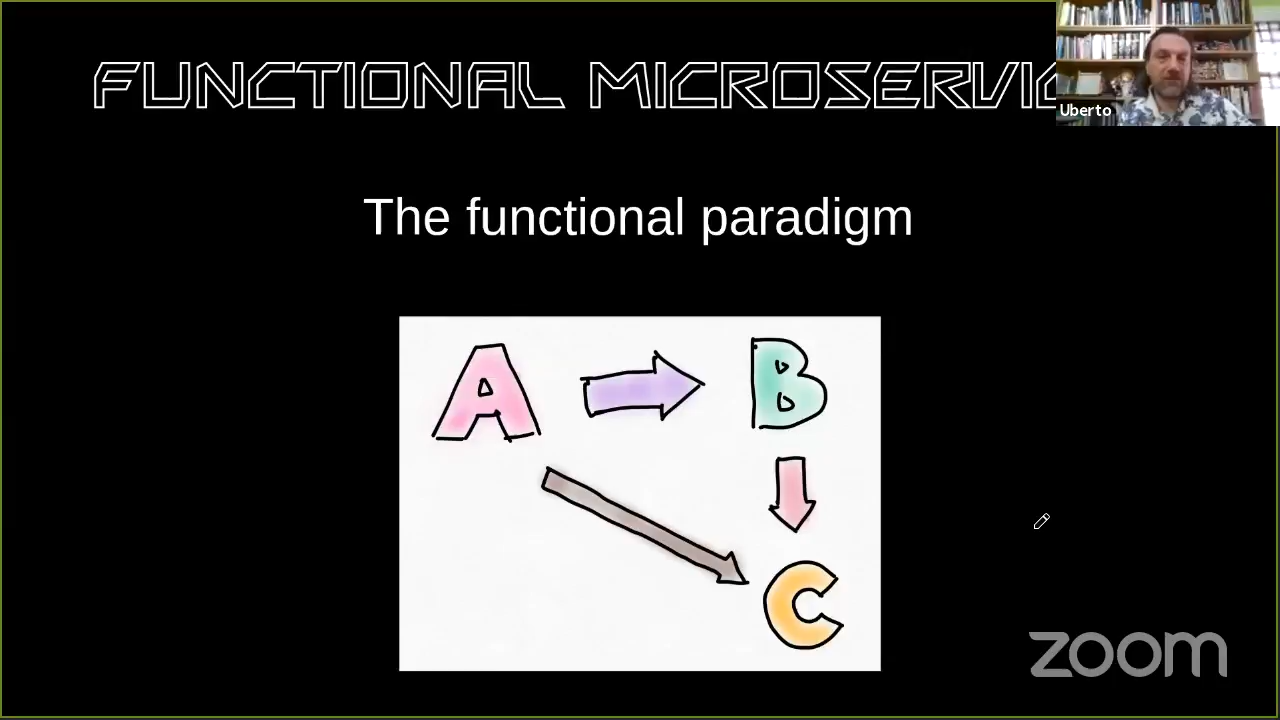 FUNCTIONAL MICROSERVIC
Uberto
The functional paradigm
A
B
C
zoom